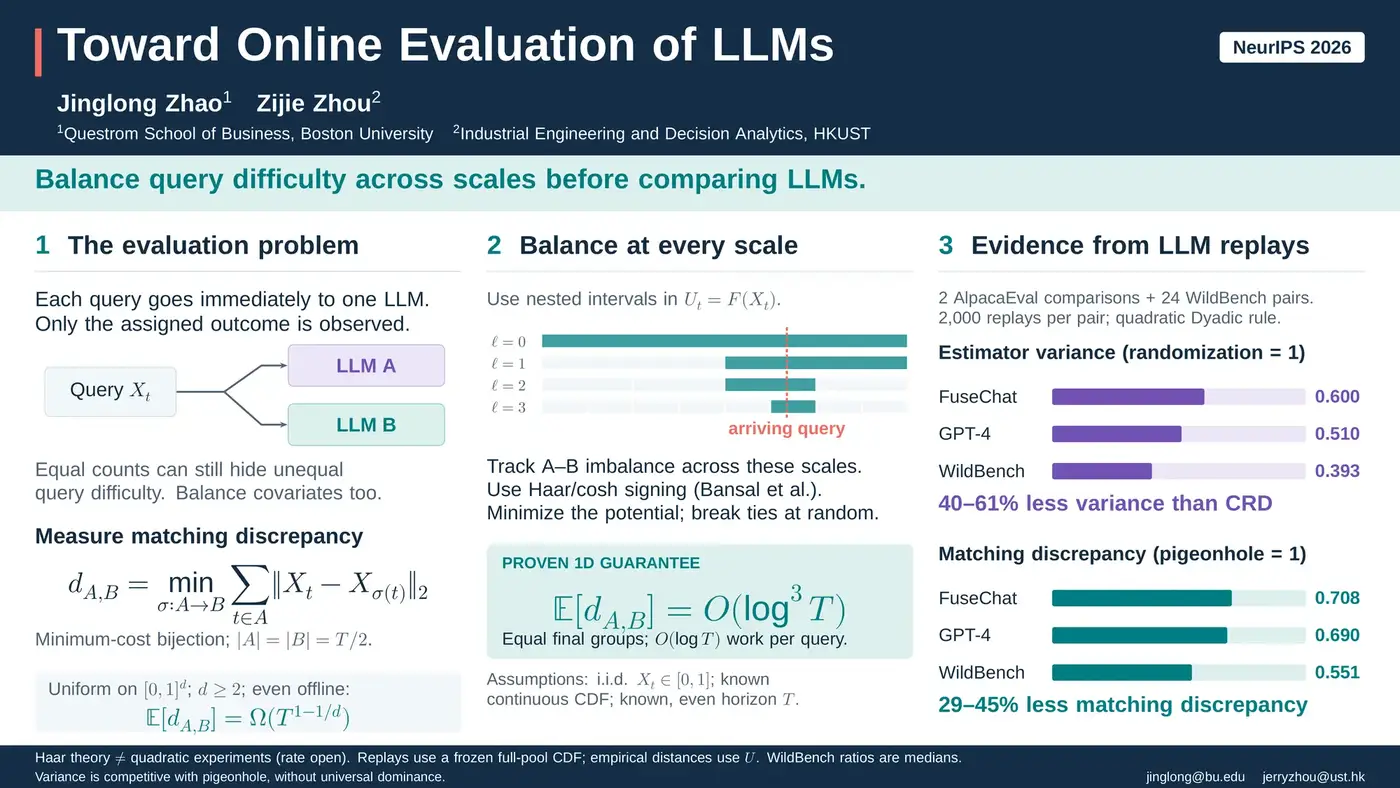 Toward Online Evaluation of LLMs
NeurIPS 2026
Jinglong Zhao¹ Zijie Zhou²
¹Questrom School of Business, Boston University ²Industrial Engineering and Decision Analytics, HKUST
Balance query difficulty across scales before comparing LLMs.
1 The evaluation problem
Each query goes immediately to one LLM.
Only the assigned outcome is observed.
Query X_t
LLM A
LLM B
Equal counts can still hide unequal
query difficulty. Balance covariates too.
Measure matching discrepancy
d_{A,B} = min_{σ:A→B} ∑_{t∈A} ‖X_t − X_{σ(t)}‖_2
Minimum-cost bijection; |A| = |B| = T/2.
Uniform on [0, 1]^d; d ≥ 2; even offline:
𝔼[d_{A,B}] = Ω(T^{1−1/d})
2 Balance at every scale
Use nested intervals in U_t = F(X_t).
ℓ = 0
ℓ = 1
ℓ = 2
ℓ = 3
arriving query
Track A–B imbalance across these scales.
Use Haar/cosh signing (Bansal et al.).
Minimize the potential; break ties at random.
PROVEN 1D GUARANTEE
𝔼[d_{A,B}] = O(log³ T)
Equal final groups; O(log T) work per query.
Assumptions: i.i.d. X_t ∈ [0, 1]; known
continuous CDF; known, even horizon T.
3 Evidence from LLM replays
2 AlpacaEval comparisons + 24 WildBench pairs.
2,000 replays per pair; quadratic Dyadic rule.
Estimator variance (randomization = 1)
FuseChat 0.600
GPT-4 0.510
WildBench 0.393
40–61% less variance than CRD
Matching discrepancy (pigeonhole = 1)
FuseChat 0.708
GPT-4 0.690
WildBench 0.551
29–45% less matching discrepancy
Haar theory ≠ quadratic experiments (rate open). Replays use a frozen full-pool CDF; empirical distances use U. WildBench ratios are medians.
Variance is competitive with pigeonhole, without universal dominance.
jinglong@bu.edu jerryzhou@ust.hk